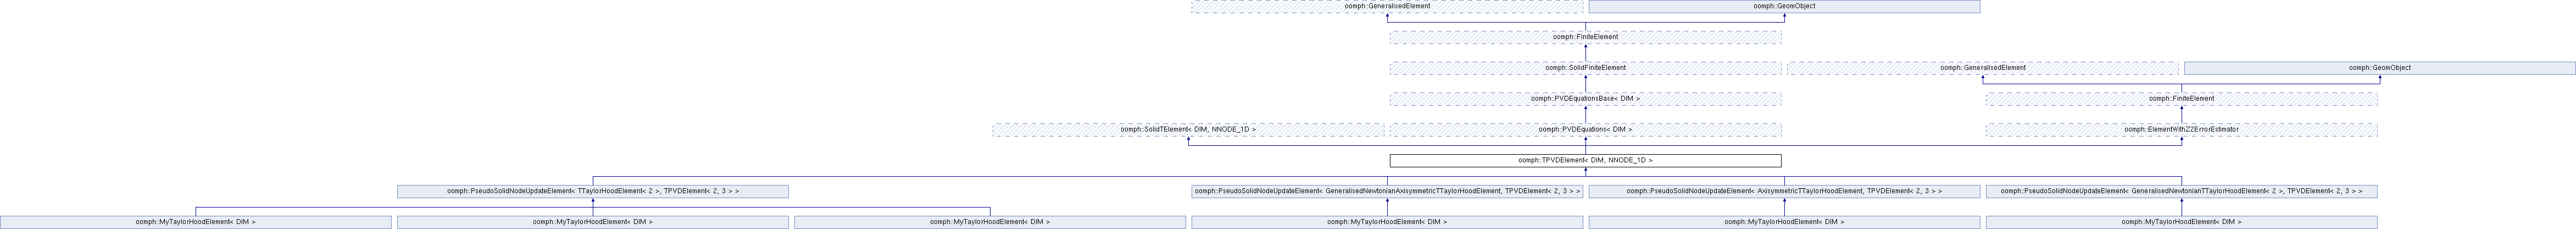 oomph::GeneralisedElement
oomph::GeomObject
oomph::FiniteElement
oomph::SolidFiniteElement
oomph::GeneralisedElement
oomph::GeomObject
oomph::PVDEquationsBase< DIM >
oomph::FiniteElement
oomph::SolidTElement< DIM, NNODE_1D >
oomph::PVDEquations< DIM >
oomph::ElementWithZ2ErrorEstimator
oomph::TPVDElement< DIM, NNODE_1D >
oomph::PseudoSolidNodeUpdateElement< TTaylorHoodElement< 2 >, TPVDElement< 2, 3 > >
oomph::PseudoSolidNodeUpdateElement< GeneralisedNewtonianAxisymmetricTTaylorHoodElement, TPVDElement< 2, 3 > >
oomph::PseudoSolidNodeUpdateElement< AxisymmetricTTaylorHoodElement, TPVDElement< 2, 3 > >
oomph::PseudoSolidNodeUpdateElement< GeneralisedNewtonianTTaylorHoodElement< 2 >, TPVDElement< 2, 3 > >
oomph::MyTaylorHoodElement< DIM >
oomph::MyTaylorHoodElement< DIM >
oomph::MyTaylorHoodElement< DIM >
oomph::MyTaylorHoodElement< DIM >
oomph::MyTaylorHoodElement< DIM >
oomph::MyTaylorHoodElement< DIM >